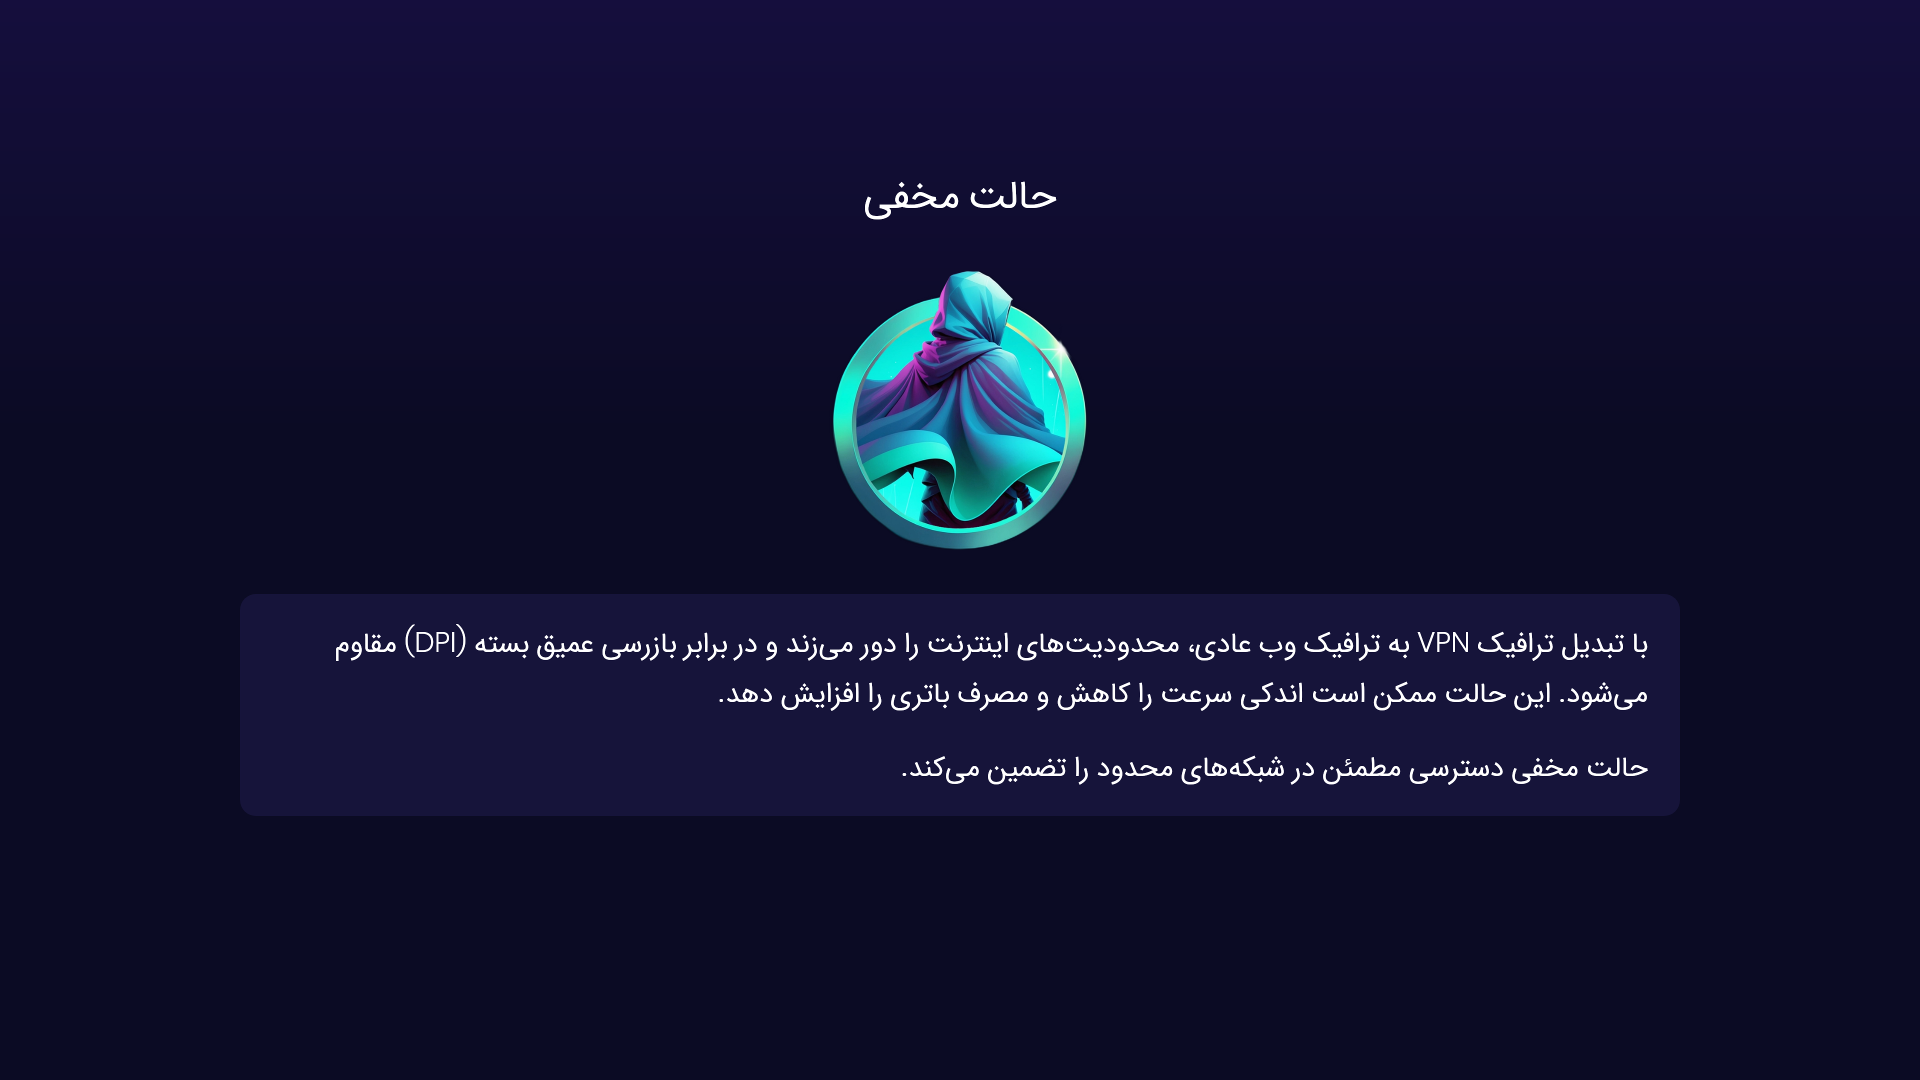 حالت مخفی
با تبدیل ترافیک VPN به ترافیک وب عادی، محدودیت‌های اینترنت را دور می‌زند و در برابر بازرسی عمیق بسته (DPI) مقاوم
می‌شود. این حالت ممکن است اندکی سرعت را کاهش و مصرف باتری را افزایش دهد.
حالت مخفی دسترسی مطمئن در شبکه‌های محدود را تضمین می‌کند.